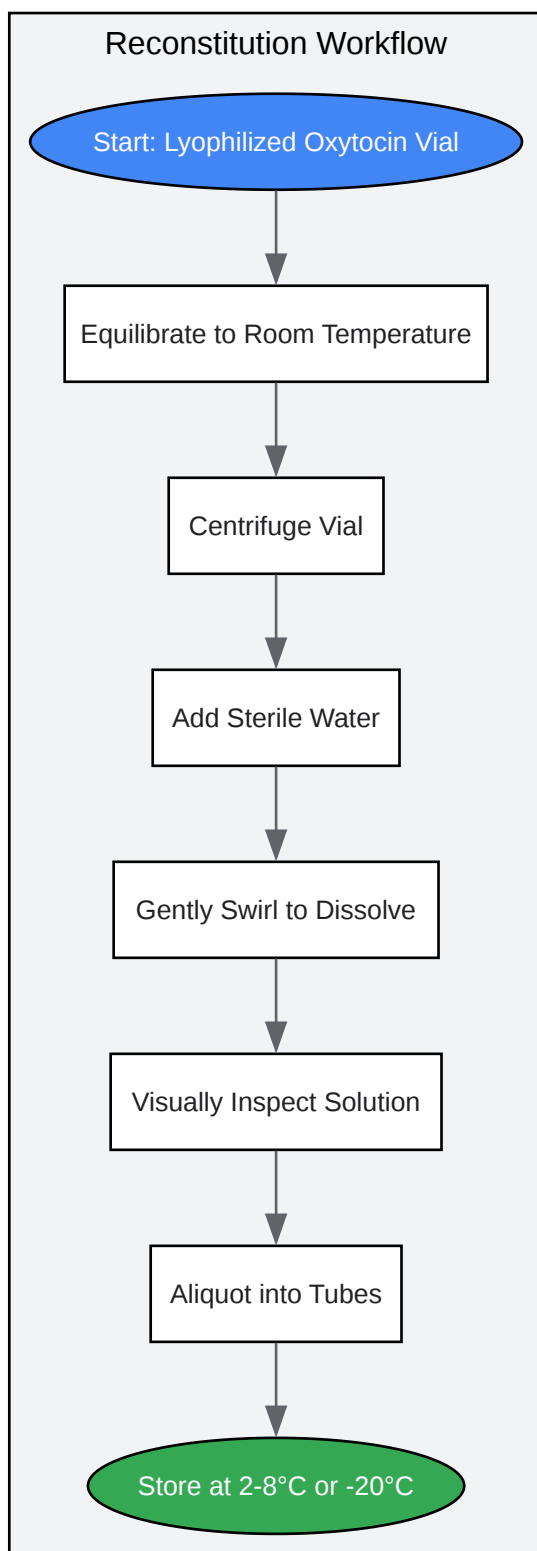 Reconstitution Workflow
Start: Lyophilized Oxytocin Vial
Equilibrate to Room Temperature
Centrifuge Vial
Add Sterile Water
Gently Swirl to Dissolve
Visually Inspect Solution
Aliquot into Tubes
Store at 2-8°C or -20°C